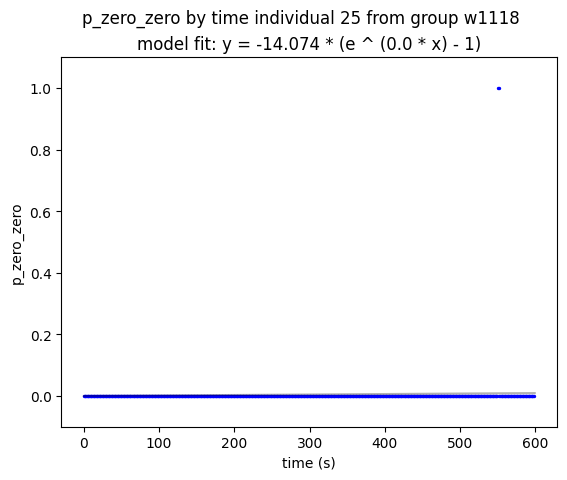 p_zero_zero by time individual 25 from group w1118
model fit: y = -14.074 * (e ^ (0.0 * x) - 1)
p_zero_zero
1.0
0.8
0.6
0.4
0.2
0.0
0 100 200 300 400 500 600
time (s)